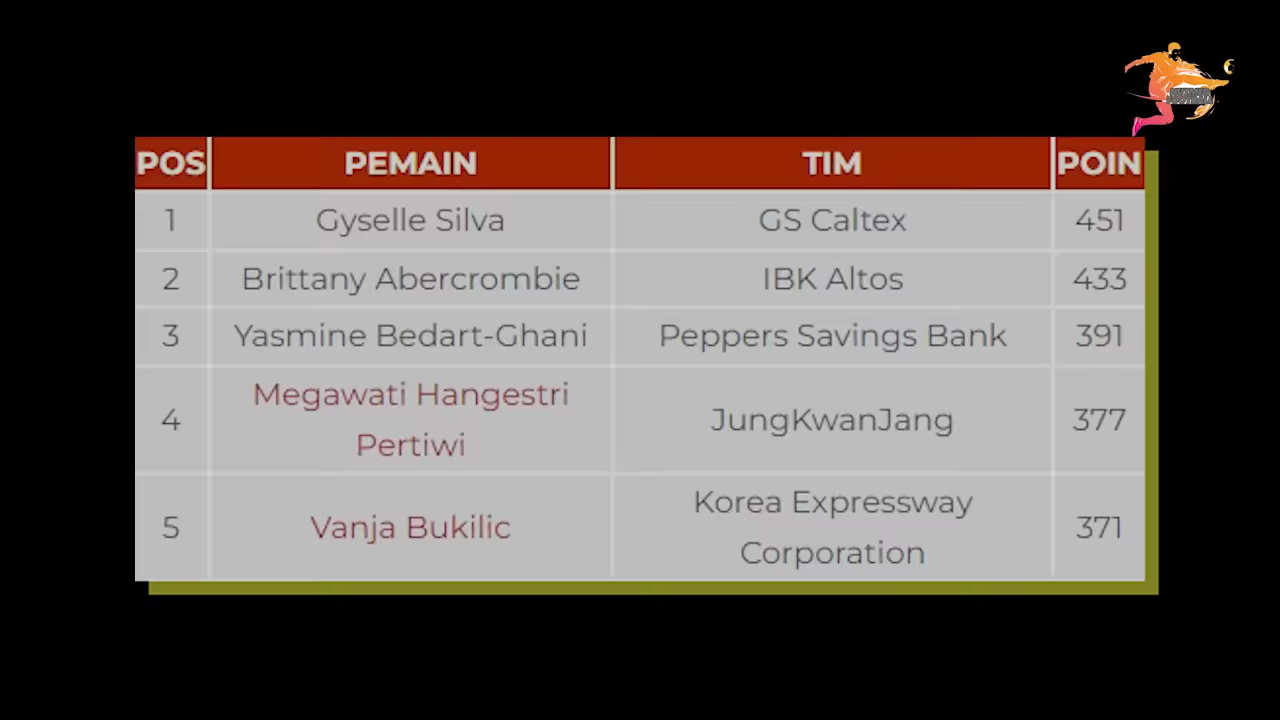 POS PEMAIN TIM POIN
1 Gyselle Silva GS Caltex 451
2 Brittany Abercrombie IBK Altos 433
3 Yasmine Bedart-Ghani Peppers Savings Bank 391
4 Megawati Hangestri
Pertiwi JungKwanJang 377
5 Vanja Bukilic Korea Expressway
Corporation 371